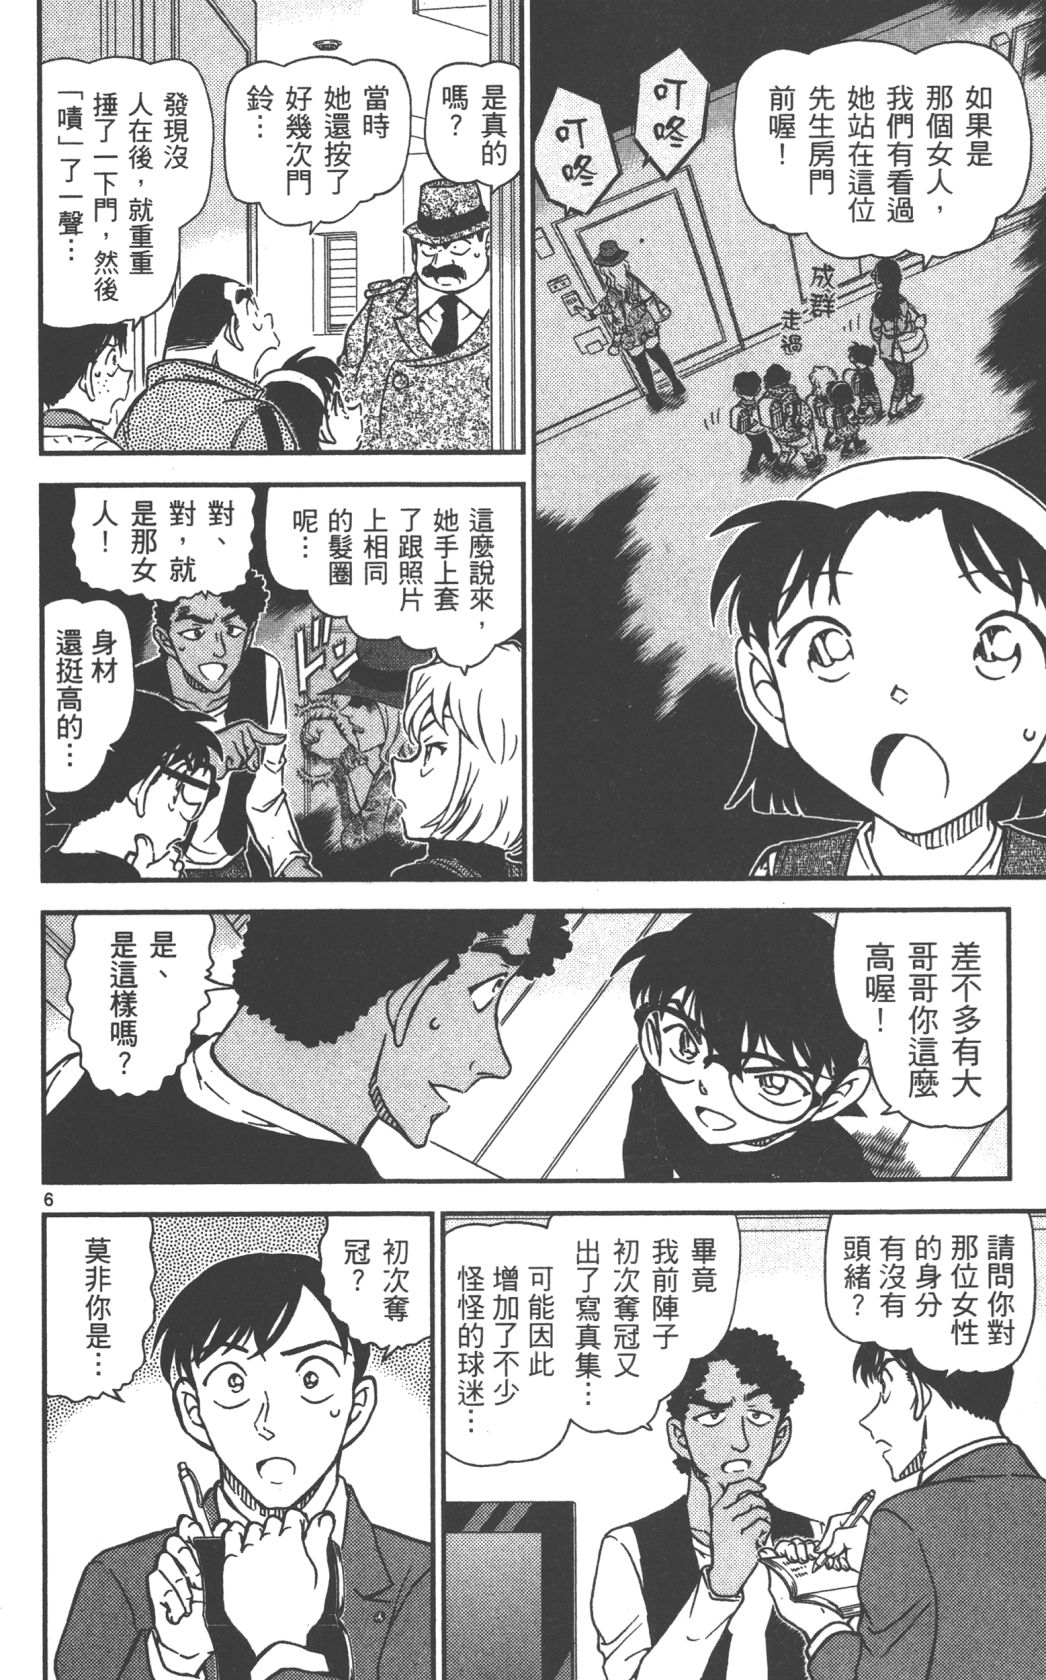 如果是
那個女人，
我們有看過
她站在這位
先生房門
前喔！
叮
咚
叮
咚
成群
走過
是真的
嗎？
當時
她還按了
好幾次門
鈴…
發現沒
人在後，就重重
捶了一下門，然後
「嘖」了一聲…
這麼說來，
她手上套
了跟照片
上相同
的髮圈
呢…
ドン
對、
對，就
是那女
人！
身材
還挺高的…
差不多有大
哥哥你這麼
高喔！
是、
是這樣嗎？
6
請問你對
那位女性
的身分
有沒有
頭緒？
畢竟
我前陣子
初次奪冠又
出了寫真集…
可能因此
增加了不少
怪怪的球迷…
初次奪
冠？
莫非你是…